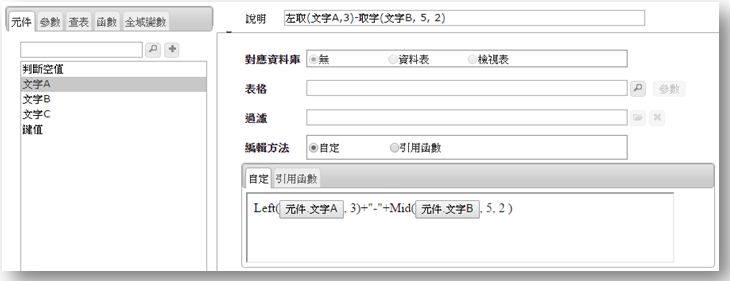 元件 參數 查表 函數 全域變數
判斷空值
文字A
文字B
文字C
鍵值
說明 左取(文字A,3)-取字(文字B, 5, 2)
對應資料庫 無 資料表 檢視表
表格 參數
過濾
編輯方法 自定 引用函數
自定 引用函數
Left( 元件.文字A , 3)+"-"+Mid( 元件.文字B , 5, 2 )